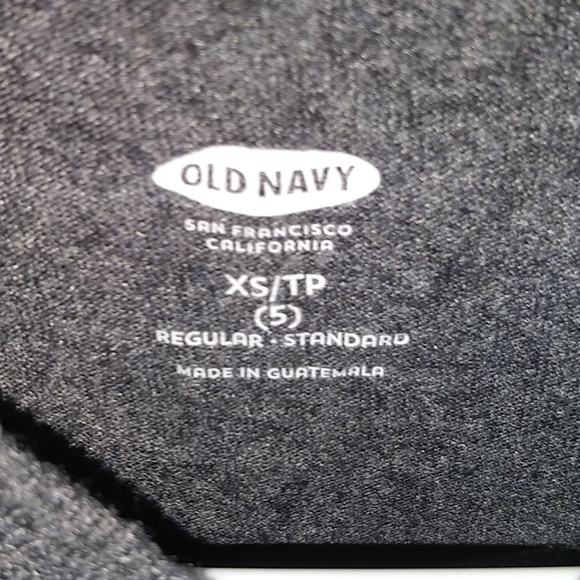 OLD NAVY
SAN FRANCISCO
CALIFORNIA
XS/TP
(5)
REGULAR · STANDARD
MADE IN GUATEMALA